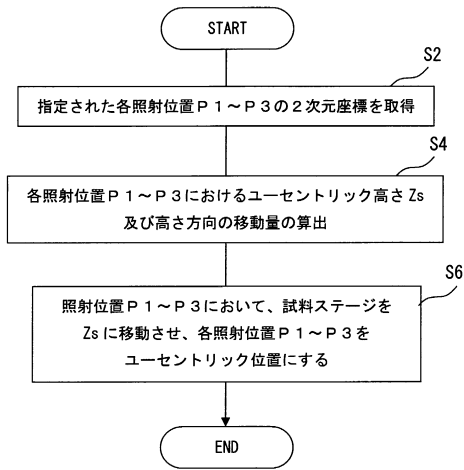 START
S2
指定された各照射位置P1~P3の2次元座標を取得
S4
各照射位置P1~P3におけるユーセントリック高さZs
及び高さ方向の移動量の算出
S6
照射位置P1~P3において、試料ステージを
Zsに移動させ、各照射位置P1~P3を
ユーセントリック位置にする
END